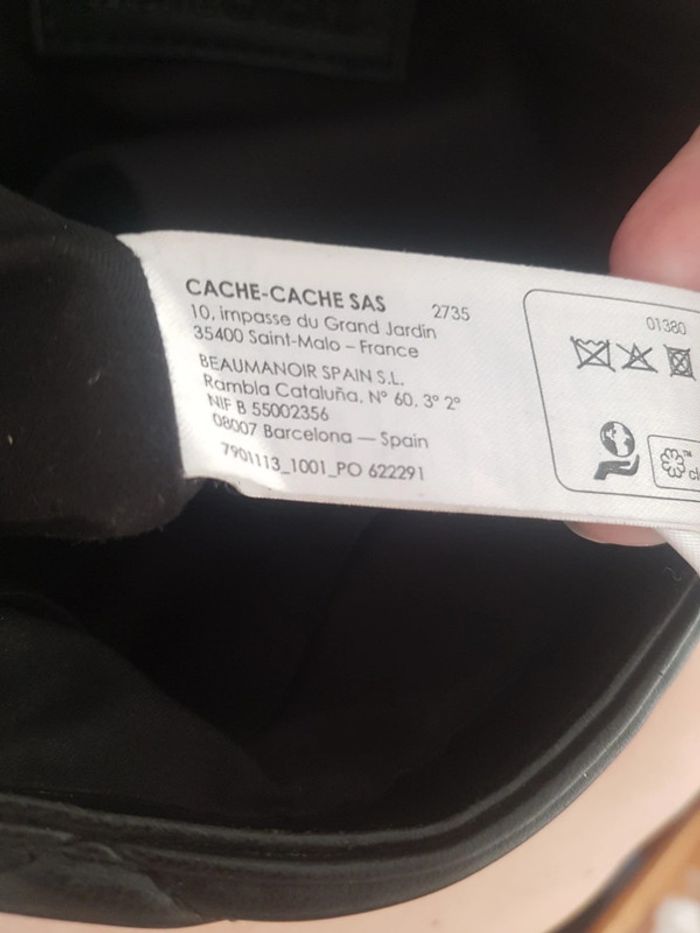 CACHE-CACHE SAS 2735
10, impasse du Grand Jardin
35400 Saint-Malo – France
BEAUMANOIR SPAIN S.L.
Rambla Cataluña, N° 60, 3° 2°
NIF B 55002356
08007 Barcelona — Spain
7901113_1001_PO 622291
01380